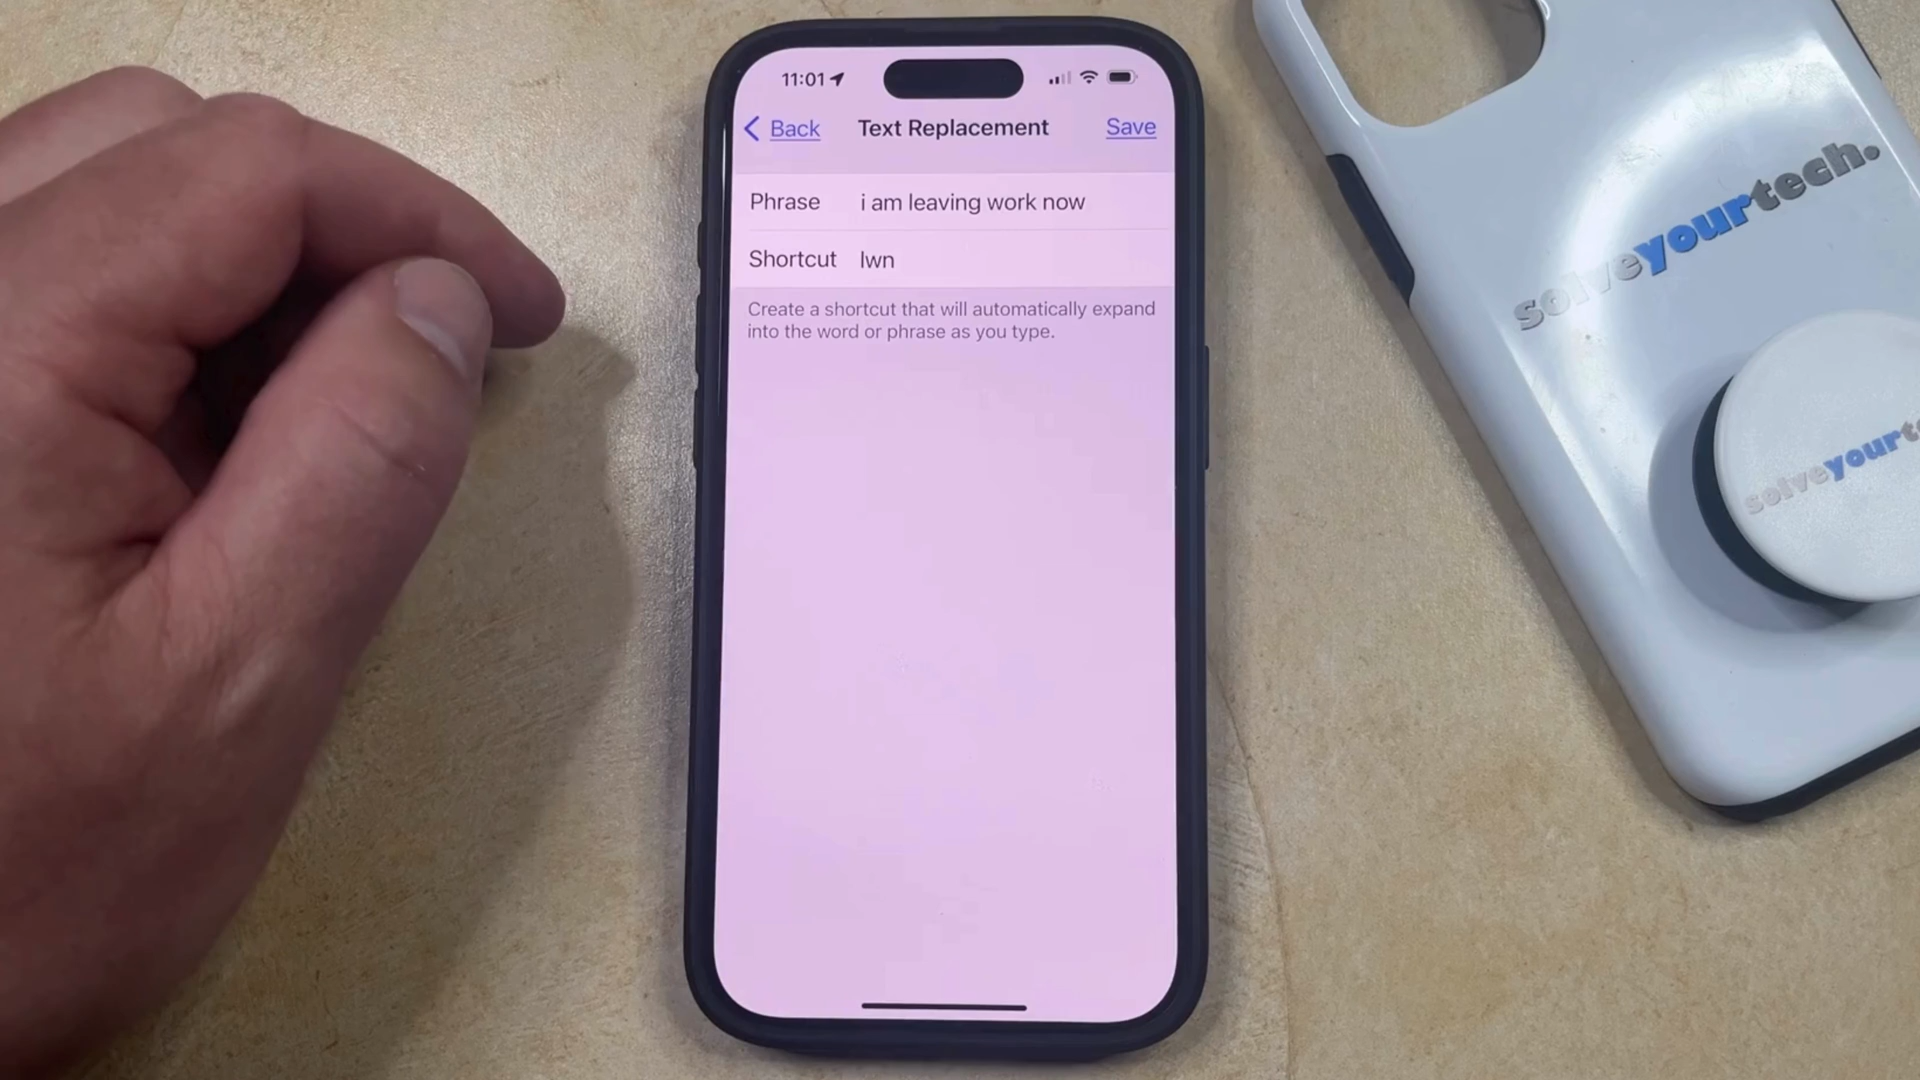 11:01
Back Text Replacement Save
Phrase i am leaving work now
Shortcut lwn
Create a shortcut that will automatically expand
into the word or phrase as you type.
solveyourtech.
solveyour